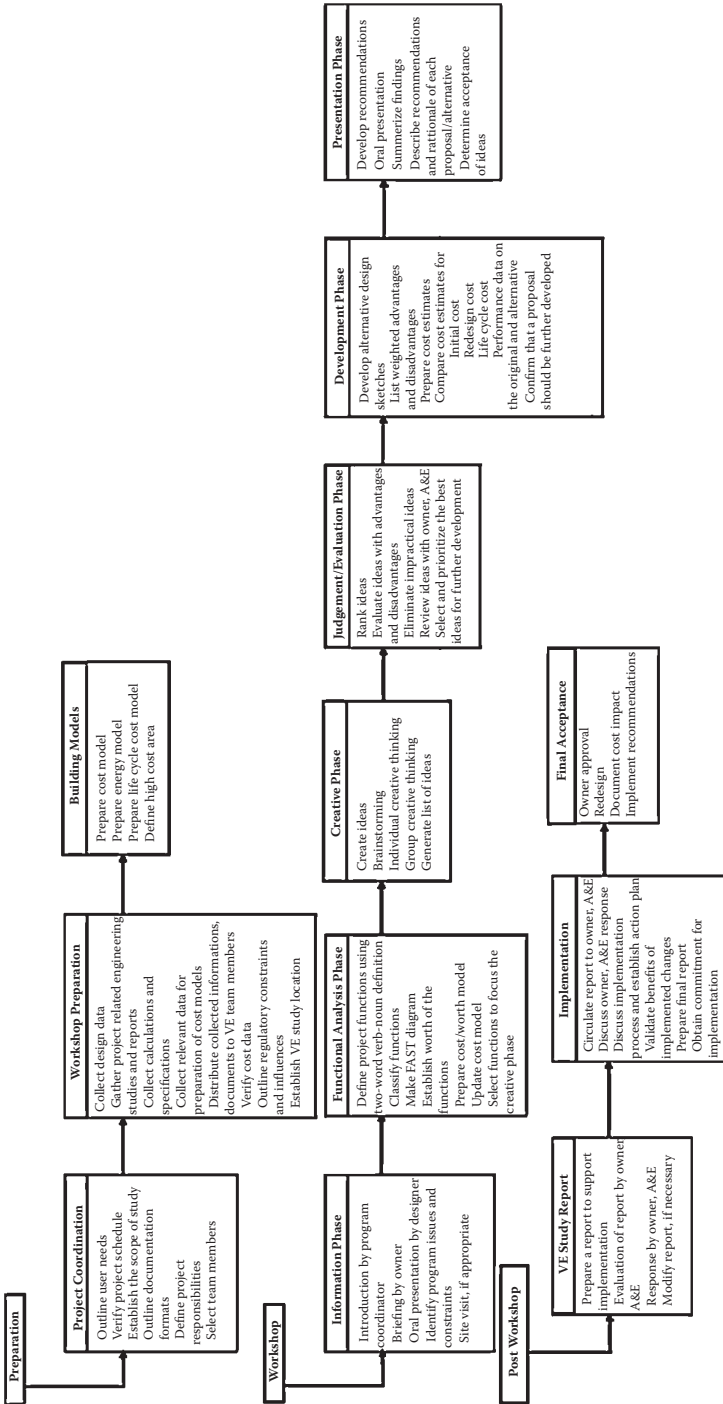 Preparation
Project Coordination
Outline user needs
Verify project schedule
Establish the scope of study
Outline documentation
formats
Define project
responsibilities
Select team members
Workshop Preparation
Collect design data
Gather project related engineering
studies and reports
Collect calculations and
specifications
Collect relevant data for
preparation of cost models
Distribute collected informations,
documents to VE team members
Verify cost data
Outline regulatory constraints
and influences
Establish VE study location
Building Models
Prepare cost model
Prepare energy model
Prepare life cycle cost model
Define high cost area
Workshop
Information Phase
Introduction by program
coordinator
Briefing by owner
Oral presentation by designer
Identify program issues and
constraints
Site visit, if appropriate
Functional Analysis Phase
Define project functions using
two-word verb-noun definition
Classify functions
Make FAST diagram
Establish worth of the
functions
Prepare cost/worth model
Update cost model
Select functions to focus the
creative phase
Creative Phase
Create ideas
Brainstorming
Individual creative thinking
Group creative thinking
Generate list of ideas
Judgement/Evaluation Phase
Rank ideas
Evaluate ideas with advantages
and disadvantages
Eliminate impractical ideas
Review ideas with owner, A&E
Select and prioritize the best
ideas for further development
Development Phase
Develop alternative design
sketches
List weighted advantages
and disadvantages
Prepare cost estimates
Compare cost estimates for
Initial cost
Redesign cost
Life cycle cost
Performance data on
the original and alternative
Confirm that a proposal
should be further developed
Presentation Phase
Develop recommendations
Oral presentation
Summerize findings
Describe recommendations
and rattionale of each
proposal/alternative
Determine acceptance
of ideas
Post Workshop
VE Study Report
Prepare a report to support
implementation
Evaluation of report by owner
A&E
Response by owner, A&E
Modify report, if necessary
Implementation
Circulate report to owner, A&E
Discuss owner, A&E response
Discuss implementation
process and establish action plan
Validate benefits of
implemented changes
Prepare final report
Obtain commitment for
implementation
Final Acceptance
Owner approval
Redesign
Document cost impact
Implement recommendations